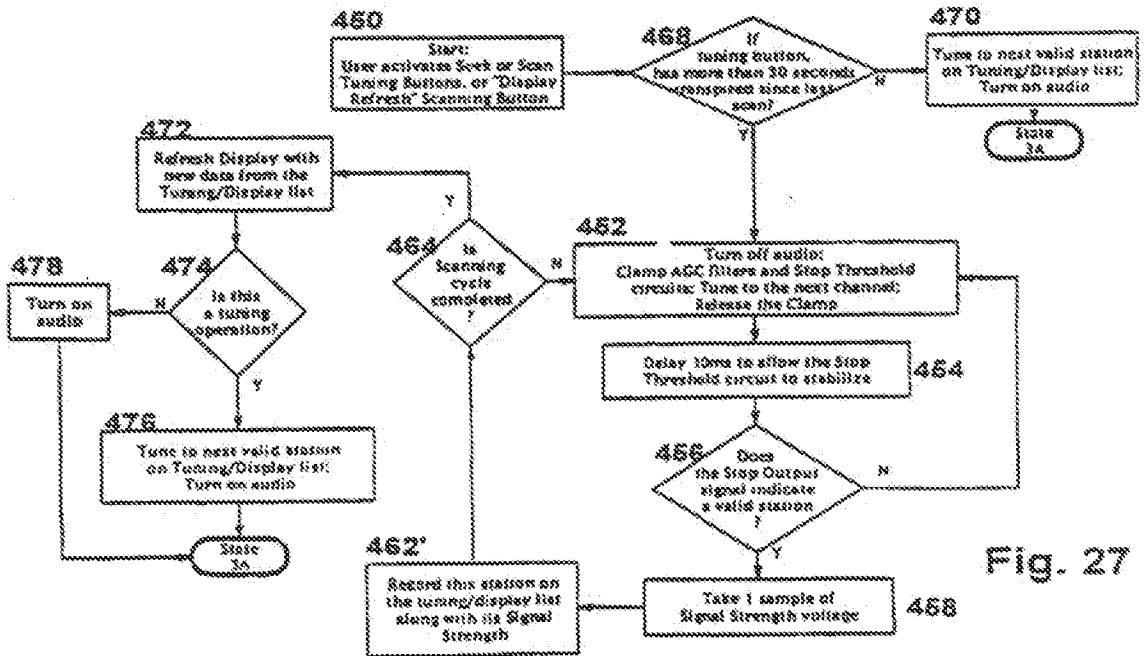 450
Start:
User activates Seek or Scan
Tuning Buttons, or "Display
Refresh" Scanning Button
468
If
tuning button,
has more than 30 seconds
transpired since last
scan?
N
Y
470
Tune to next valid station
on Tuning/Display list;
Turn on audio
State
3A
472
Refresh Display with
new data from the
Tuning/Display list
474
Is this
a tuning
operation?
N
Y
478
Turn on
audio
476
Tune to next valid station
on Tuning/Display list;
Turn on audio
State
3A
464
Is
Scanning
cycle
completed
?
Y
N
452
Turn off audio;
Clamp AGC filters and Stop Threshold
circuits; Tune to the next channel;
Release the Clamp
Delay 10ms to allow the Stop
Threshold circuit to stabilize
454
456
Does
the Stop Output
signal indicate
a valid station
?
N
Y
Take 1 sample of
Signal Strength voltage
458
462'
Record this station on
the tuning/display list
along with its Signal
Strength
Fig. 27